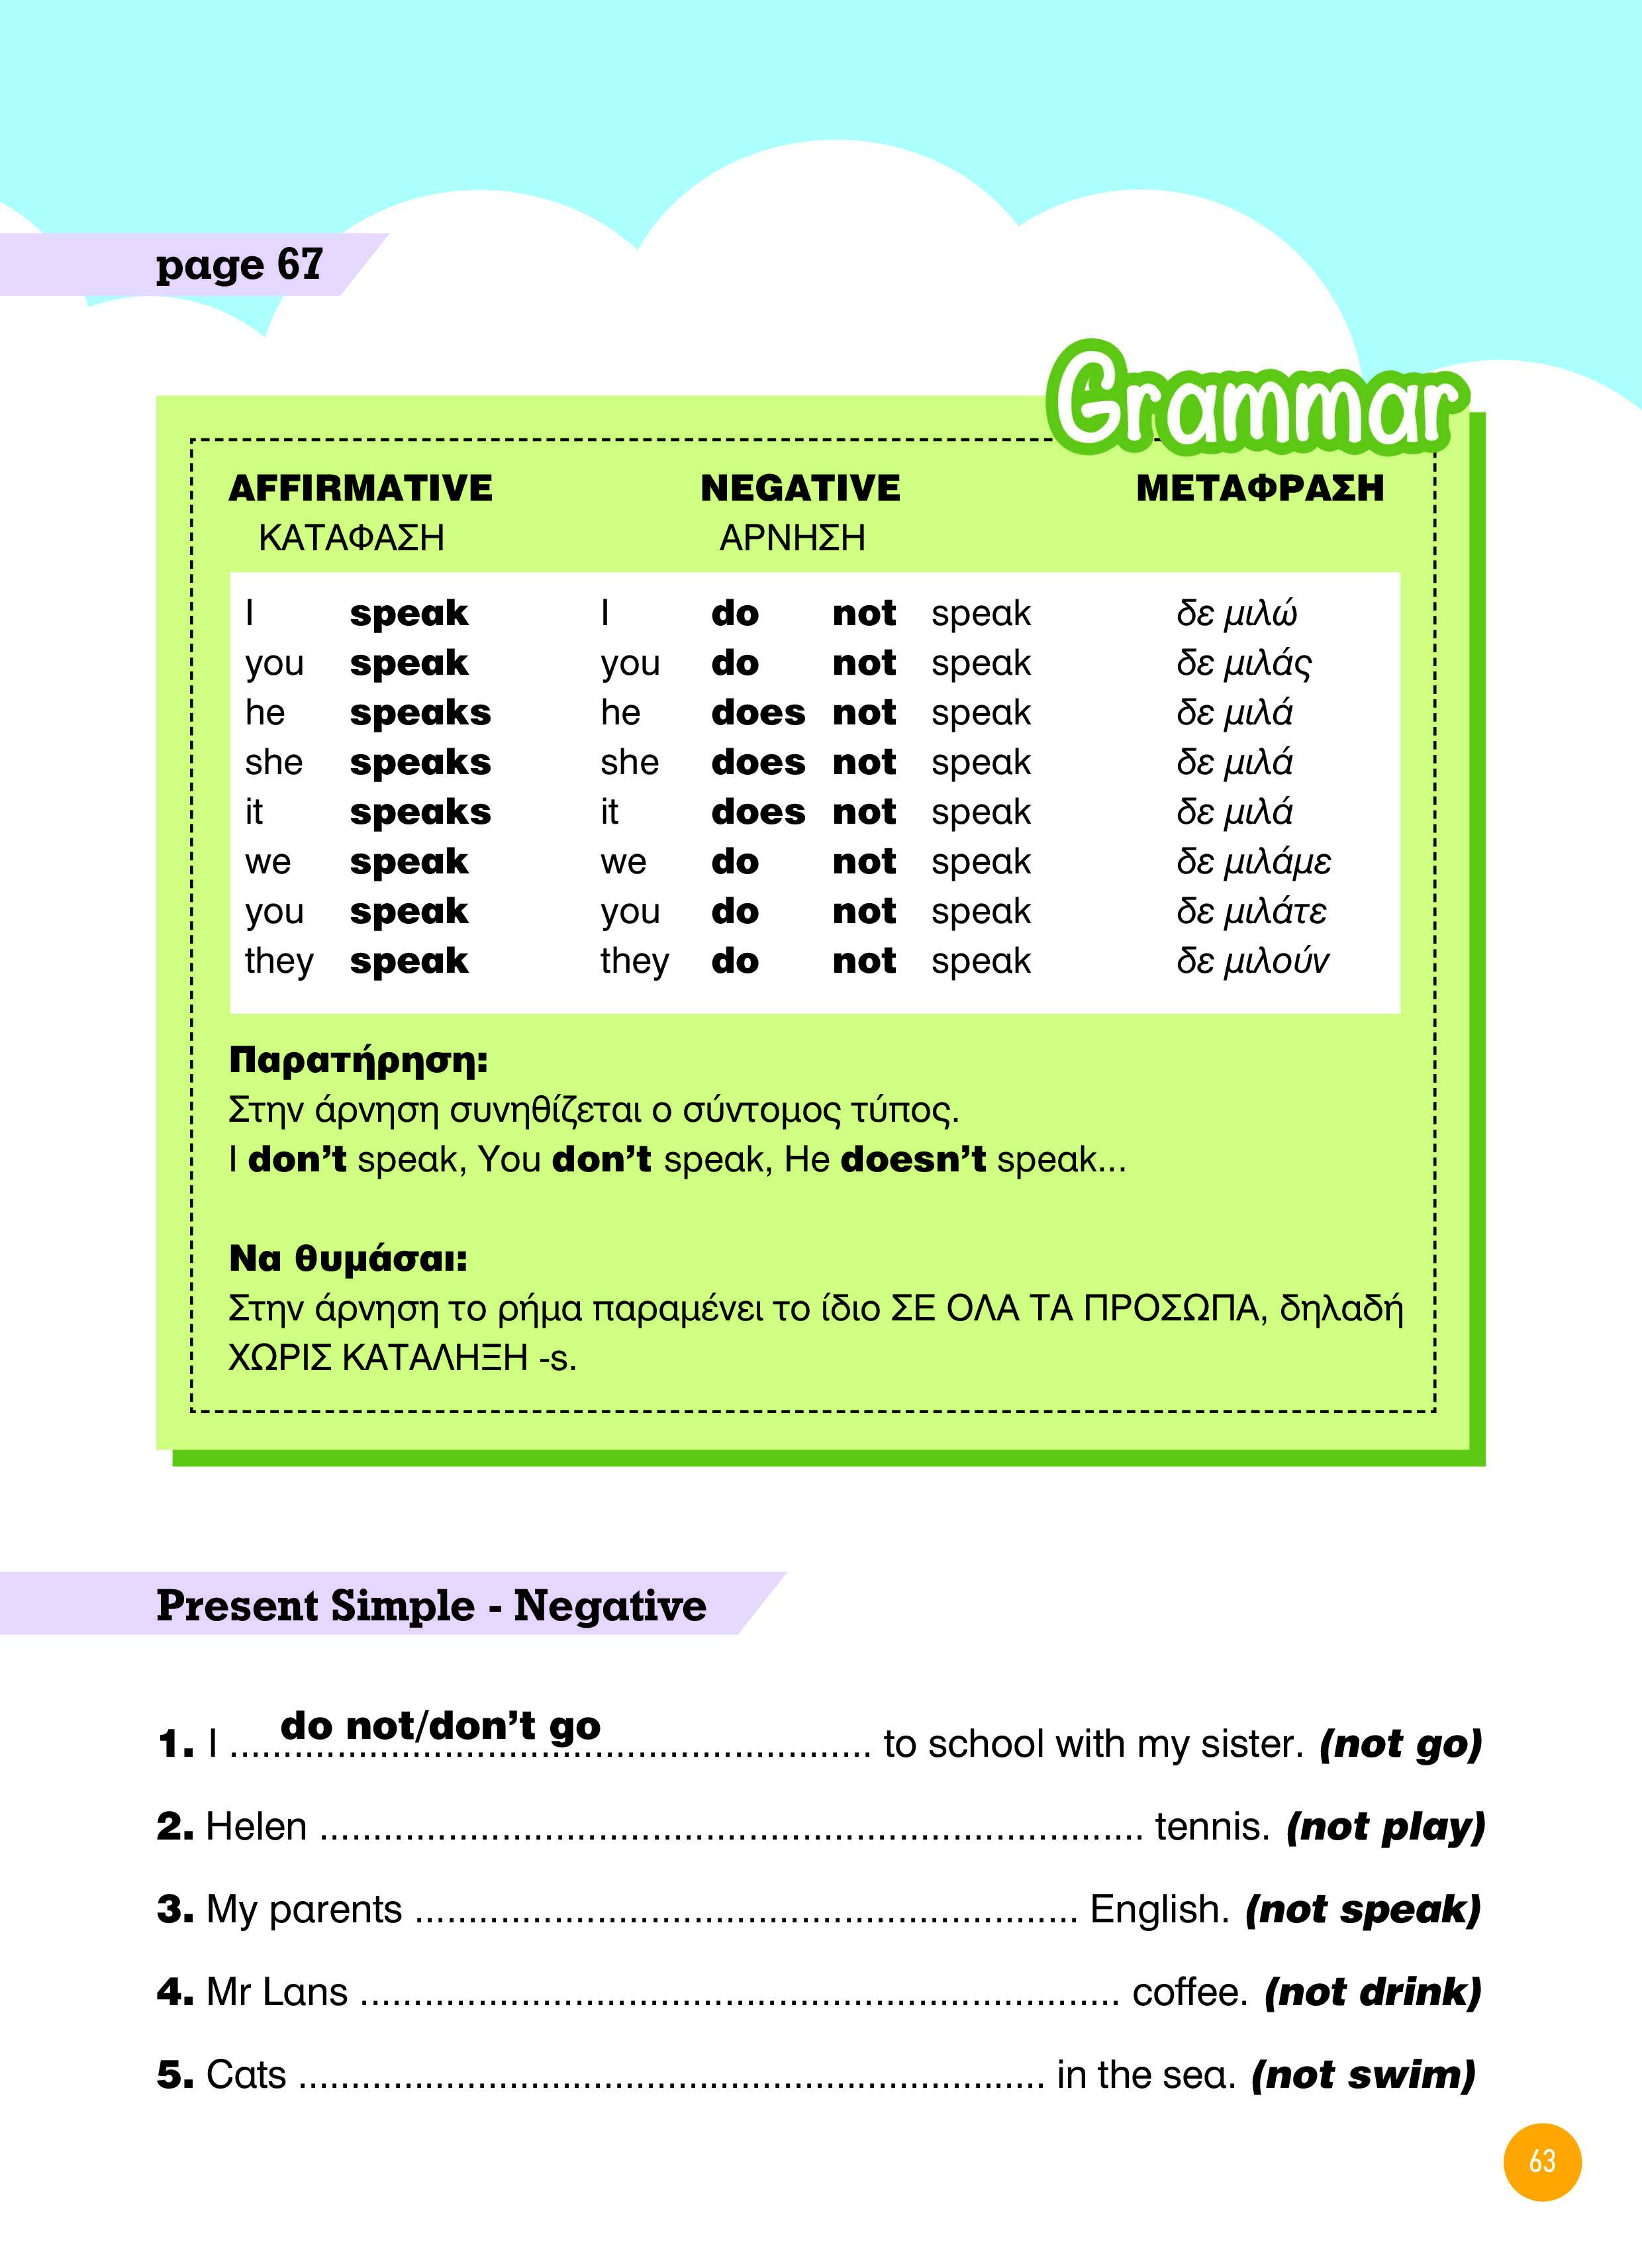 page 67
Grammar
AFFIRMATIVE NEGATIVE ΜΕΤΑΦΡΑΣΗ
ΚΑΤΑΦΑΣΗ ΑΡΝΗΣΗ
I speak I do not speak δε μιλώ
you speak you do not speak δε μιλάς
he speaks he does not speak δε μιλά
she speaks she does not speak δε μιλά
it speaks it does not speak δε μιλά
we speak we do not speak δε μιλάμε
you speak you do not speak δε μιλάτε
they speak they do not speak δε μιλούν
Παρατήρηση:
Στην άρνηση συνηθίζεται ο σύντομος τύπος.
I don’t speak, You don’t speak, He doesn’t speak...
Να θυμάσαι:
Στην άρνηση το ρήμα παραμένει το ίδιο ΣΕ ΟΛΑ ΤΑ ΠΡΟΣΩΠΑ, δηλαδή
ΧΩΡΙΣ ΚΑΤΑΛΗΞΗ -s.
Present Simple - Negative
1. I do not/don’t go to school with my sister. (not go)
2. Helen ............................................................................. tennis. (not play)
3. My parents .............................................................. English. (not speak)
4. Mr Lans ....................................................................... coffee. (not drink)
5. Cats ...................................................................... in the sea. (not swim)
63